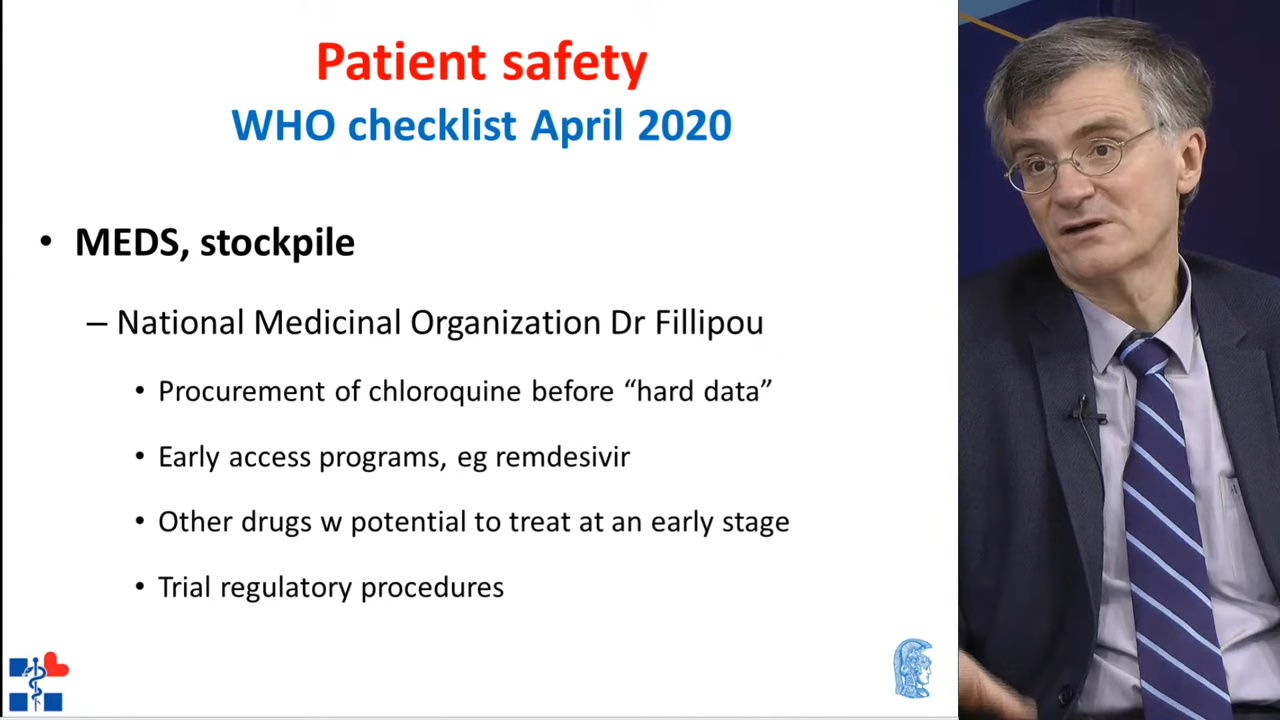 Patient safety
WHO checklist April 2020
• MEDS, stockpile
– National Medicinal Organization Dr Fillipou
• Procurement of chloroquine before “hard data”
• Early access programs, eg remdesivir
• Other drugs w potential to treat at an early stage
• Trial regulatory procedures